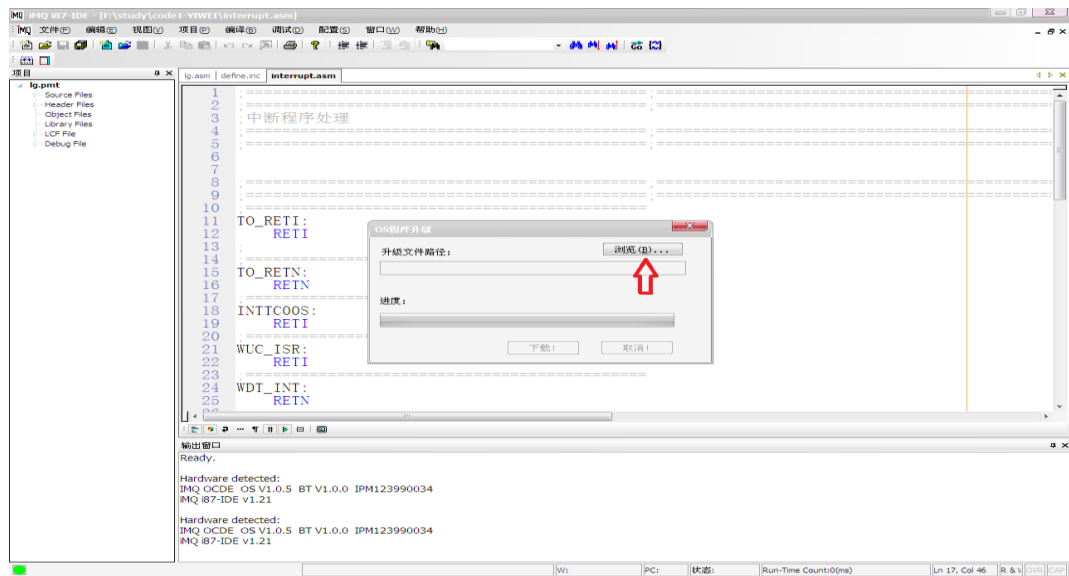 iMQ i87-IDE - [F:\study\code1-YIWEI\interrupt.asm]
文件(F) 编辑(E) 视图(V) 项目(P) 编译(B) 调试(D) 配置(S) 窗口(W) 帮助(H)
项目
lg.pmt
Source Files
Header Files
Object Files
Library Files
LCF File
Debug File
lg.asm define.inc interrupt.asm
1 ;============================================== ;==============================================
2 ;============================================== ;==============================================
3 ;中断程序处理
4 ;============================================== ;==============================================
5 ;============================================== ;==============================================
6
7
8 ;============================================== ;==============================================
9 ;============================================== ;==============================================
10 ;==============================================
11 TO_RETI:
12 RETI
13 ;
14 ;==============================================
15 TO_RETN:
16 RETN
17 ;==============================================
18 INTTCOOS:
19 RETI
20 ;==============================================
21 WUC_ISR:
22 RETI
23 ;==============================================
24 WDT_INT:
25 RETN
OS固件升级
升级文件路径:
浏览(B)...
进度:
下载!
取消!
输出窗口
Ready.
Hardware detected:
IMQ OCDE OS V1.0.5 BT V1.0.0 IPM123990034
iMQ i87-IDE v1.21
Hardware detected:
IMQ OCDE OS V1.0.5 BT V1.0.0 IPM123990034
iMQ i87-IDE v1.21
W: PC: 状态: Run-Time Count:0(ms) Ln 17, Col 46 R & V OVR CAP